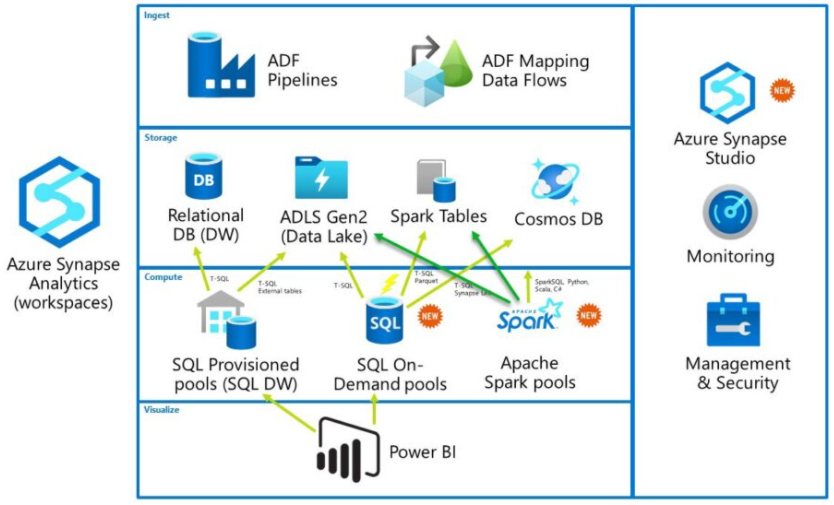 Azure Synapse
Analytics
(workspaces)
Ingest
ADF
Pipelines
ADF Mapping
Data Flows
Storage
DB
Relational
DB (DW)
ADLS Gen2
(Data Lake)
Spark Tables
Cosmos DB
Compute
T-SQL
T-SQL
External tables
T-SQL
T-SQL
Parquet
T-SQL
Synapse
SparkSQL, Python,
Scala, C#
SQL
NEW
APACHE
Spark
NEW
SQL Provisioned
pools (SQL DW)
SQL On-
Demand pools
Apache
Spark pools
Visualize
Power BI
NEW
Azure Synapse
Studio
Monitoring
Management
& Security